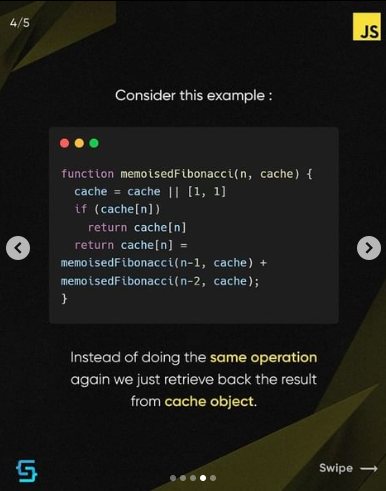 4/5
JS
Consider this example :
function memoisedFibonacci(n, cache) {
  cache = cache || [1, 1]
  if (cache[n])
    return cache[n]
  return cache[n] =
memoisedFibonacci(n-1, cache) +
memoisedFibonacci(n-2, cache);
}
Instead of doing the same operation
again we just retrieve back the result
from cache object.
Swipe